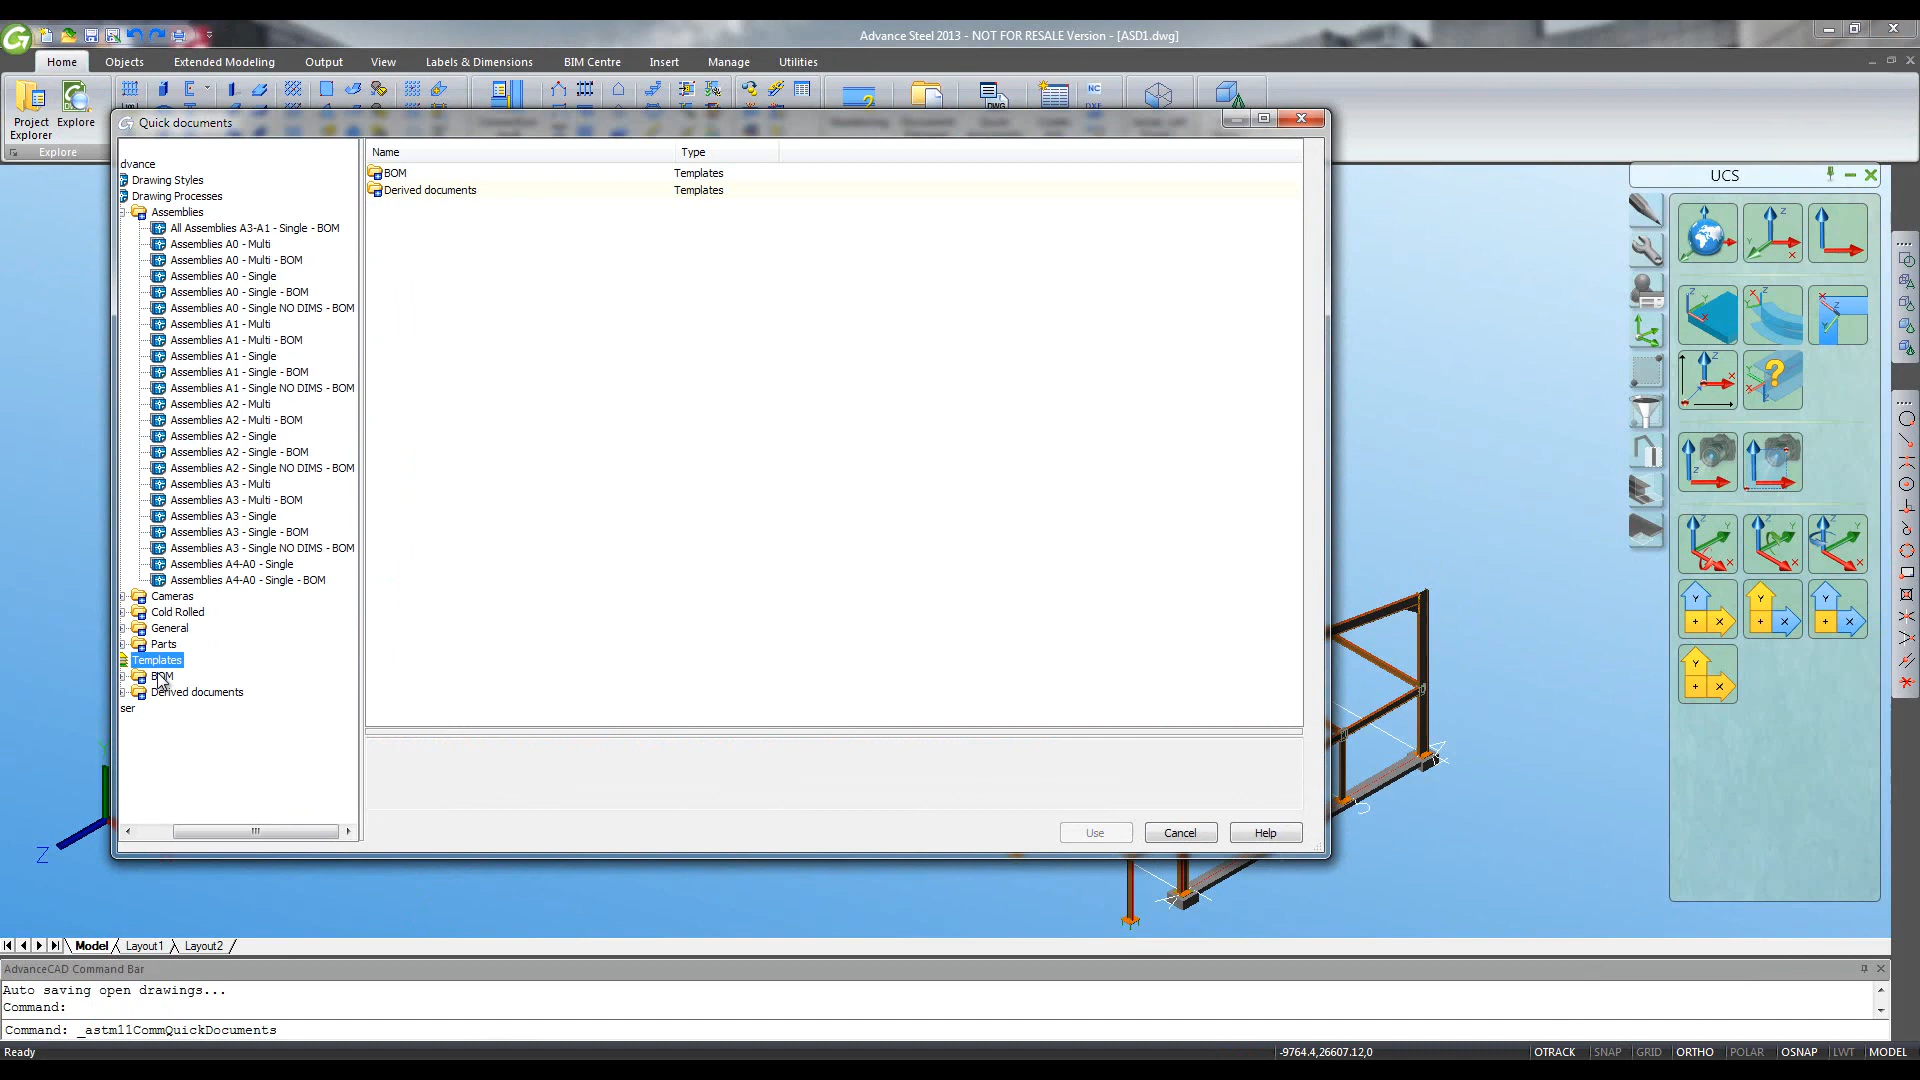 Advance Steel 2013 - NOT FOR RESALE Version - [ASD1.dwg]
Home Objects Extended Modeling Output View Labels & Dimensions BIM Centre Insert Manage Utilities
Project Explorer
Explore
Explore
DWG
NC
DXF
Quick documents
dvance
Drawing Styles
Drawing Processes
Assemblies
All Assemblies A3-A1 - Single - BOM
Assemblies A0 - Multi
Assemblies A0 - Multi - BOM
Assemblies A0 - Single
Assemblies A0 - Single - BOM
Assemblies A0 - Single NO DIMS - BOM
Assemblies A1 - Multi
Assemblies A1 - Multi - BOM
Assemblies A1 - Single
Assemblies A1 - Single - BOM
Assemblies A1 - Single NO DIMS - BOM
Assemblies A2 - Multi
Assemblies A2 - Multi - BOM
Assemblies A2 - Single
Assemblies A2 - Single - BOM
Assemblies A2 - Single NO DIMS - BOM
Assemblies A3 - Multi
Assemblies A3 - Multi - BOM
Assemblies A3 - Single
Assemblies A3 - Single - BOM
Assemblies A3 - Single NO DIMS - BOM
Assemblies A4-A0 - Single
Assemblies A4-A0 - Single - BOM
Cameras
Cold Rolled
General
Parts
Templates
BOM
Derived documents
ser
Name Type
BOM Templates
Derived documents Templates
Use Cancel Help
UCS
Z
Model Layout1 Layout2
AdvanceCAD Command Bar
Auto saving open drawings...
Command:
Command: _astm11CommQuickDocuments
Ready -9764.4,26607.12,0 OTRACK SNAP GRID ORTHO POLAR OSNAP LWT MODEL